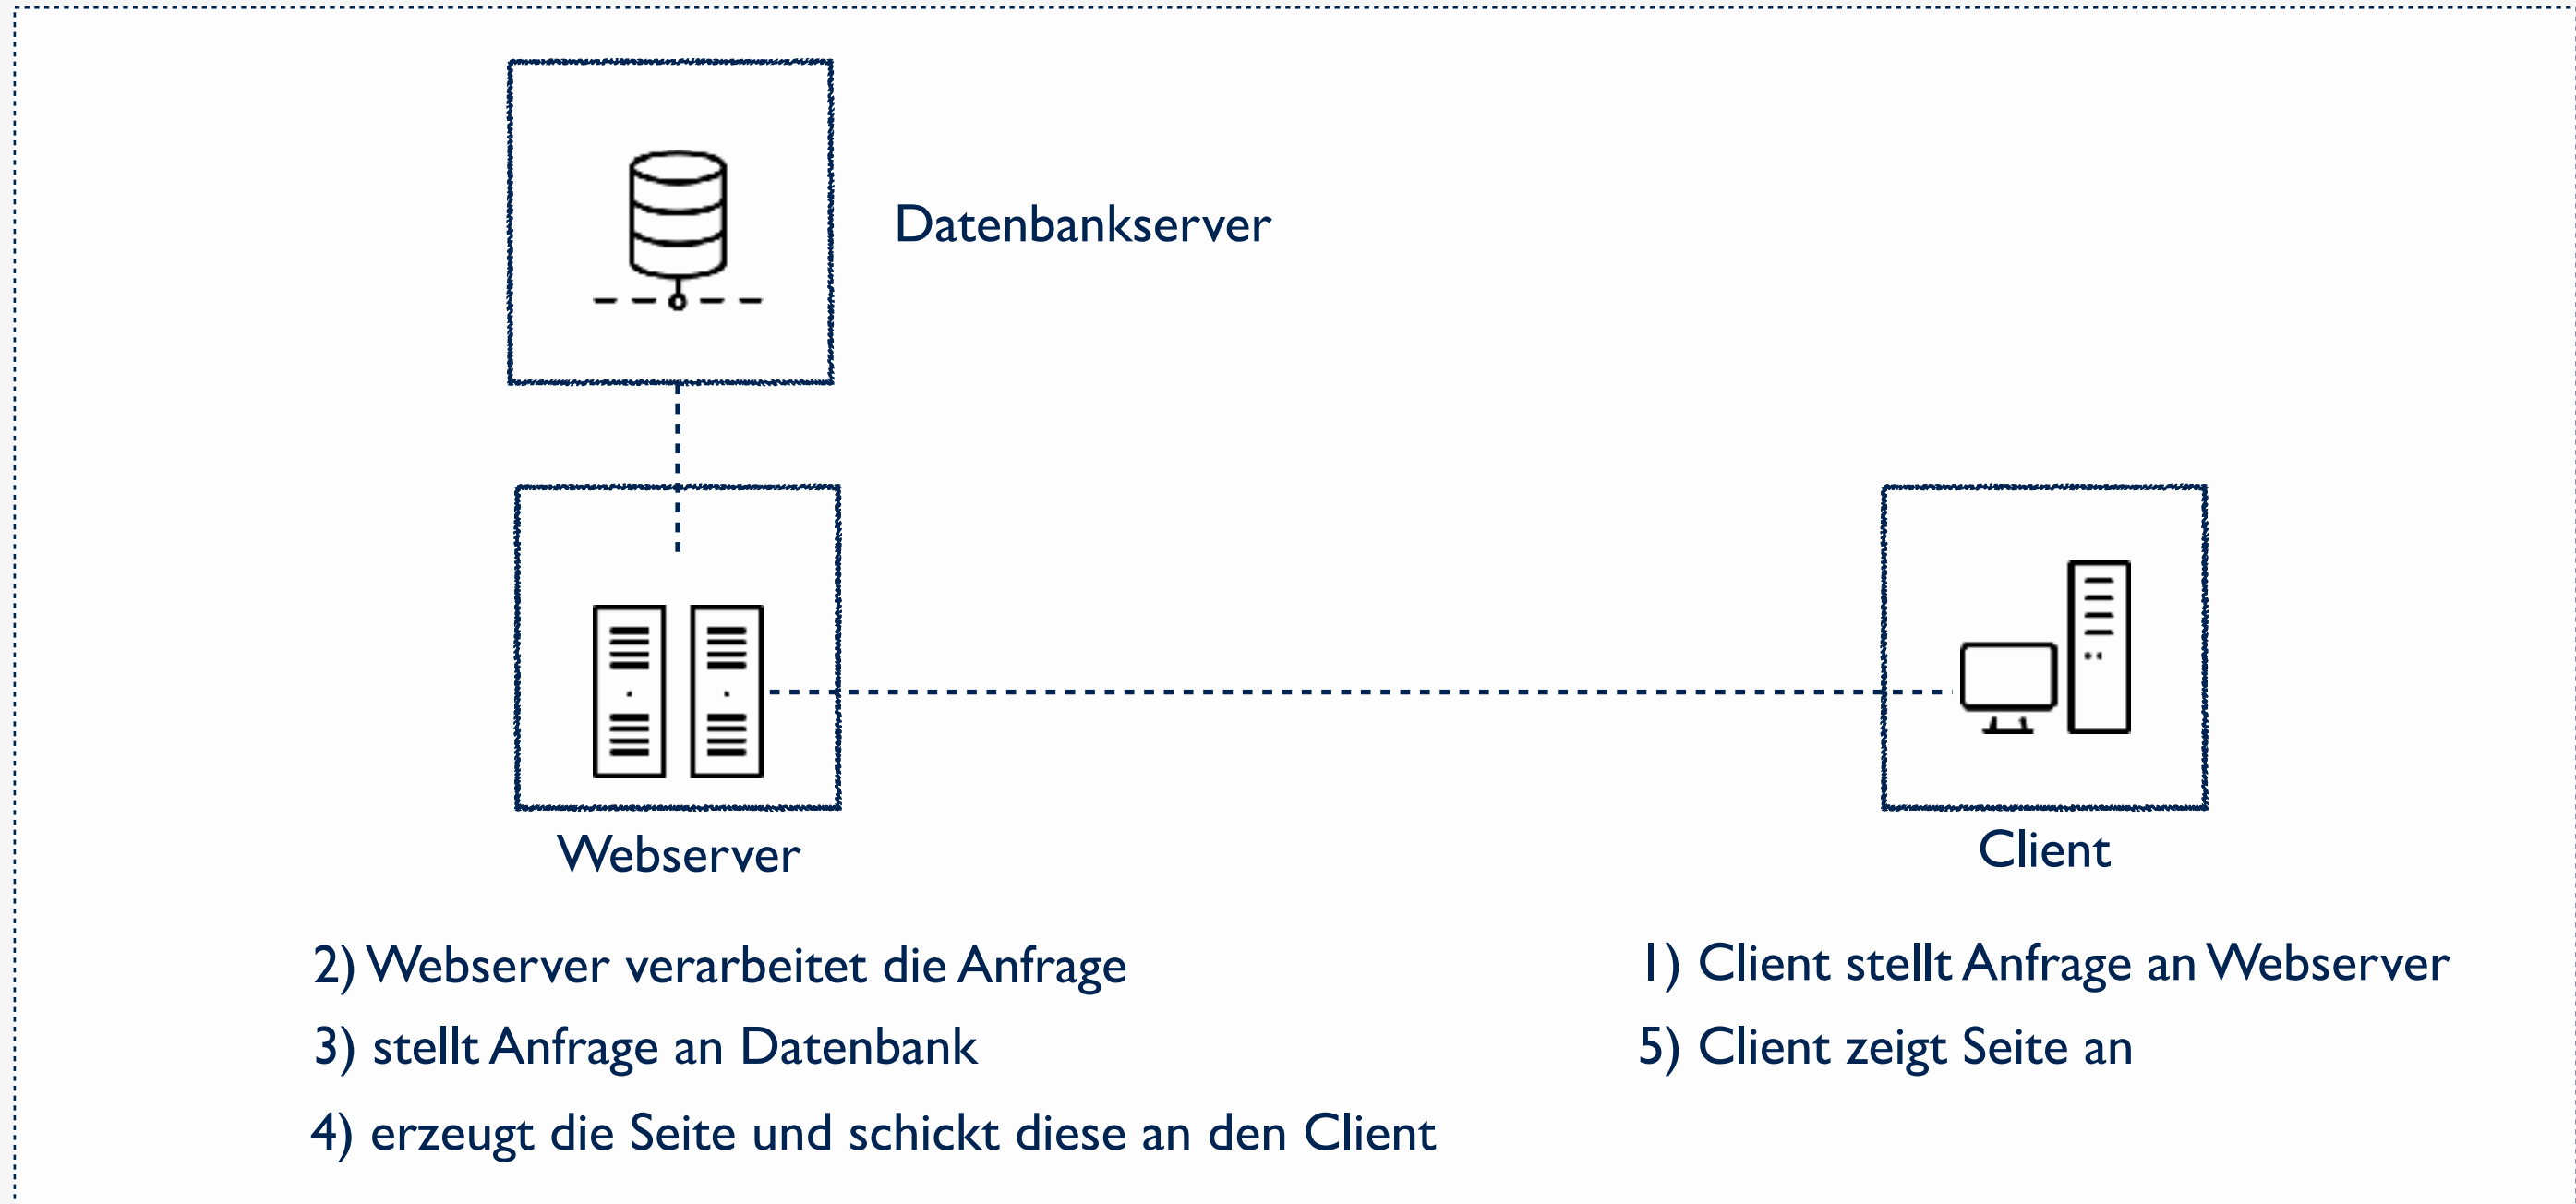 Datenbankserver
Webserver
Client
2) Webserver verarbeitet die Anfrage
3) stellt Anfrage an Datenbank
4) erzeugt die Seite und schickt diese an den Client
1) Client stellt Anfrage an Webserver
5) Client zeigt Seite an